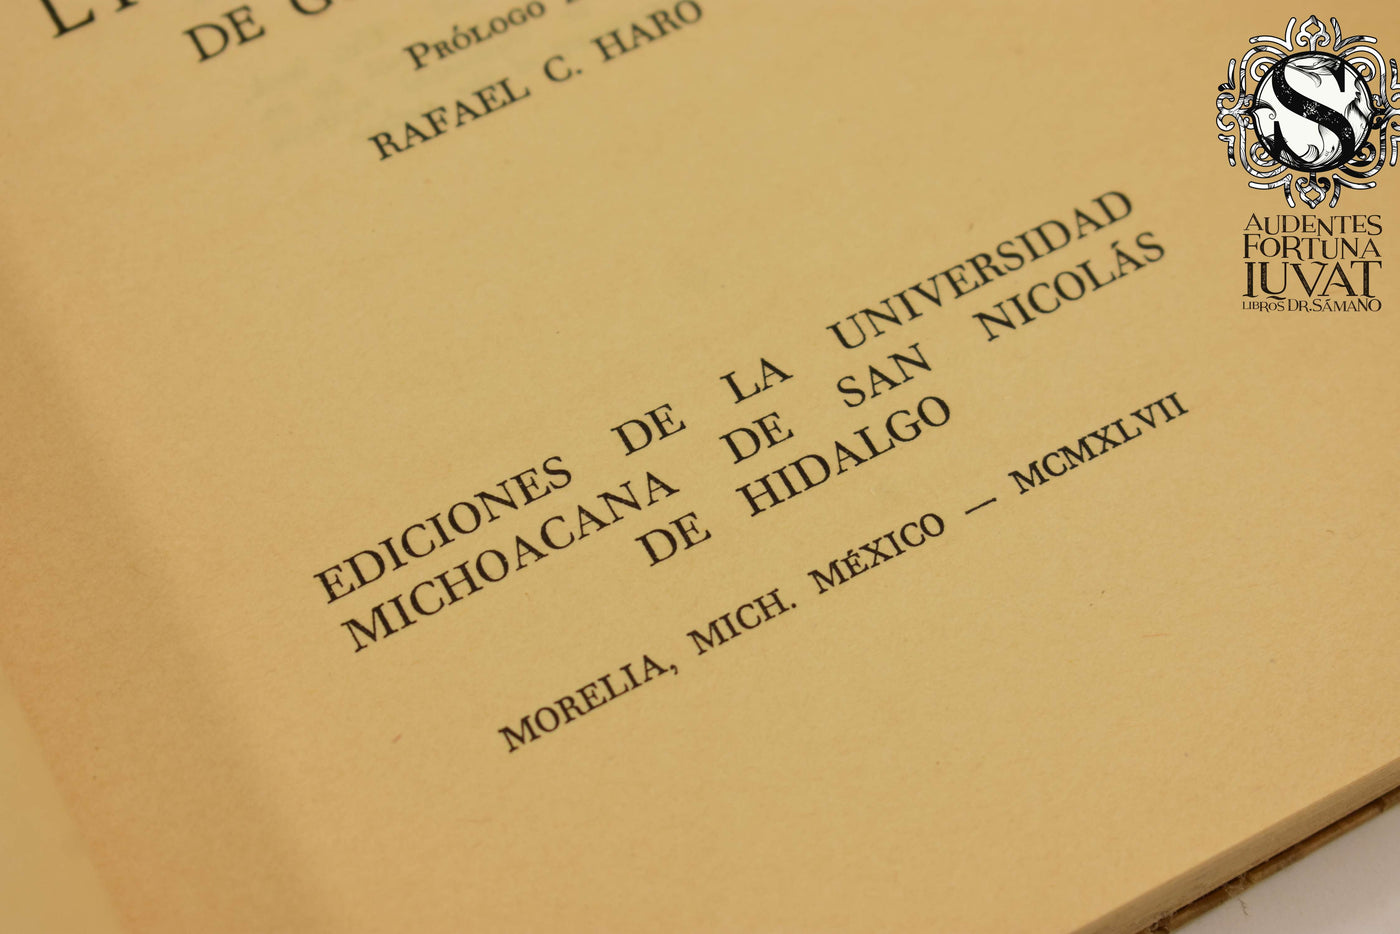 DE
PRÓLOGO
RAFAEL C. HARO
EDICIONES DE LA UNIVERSIDAD
MICHOACANA DE SAN NICOLÁS
DE HIDALGO
MORELIA, MICH. MÉXICO — MCMXLVII
S
AUDENTES
FORTUNA
IUVAT
LIBROS DR. SÁMANO